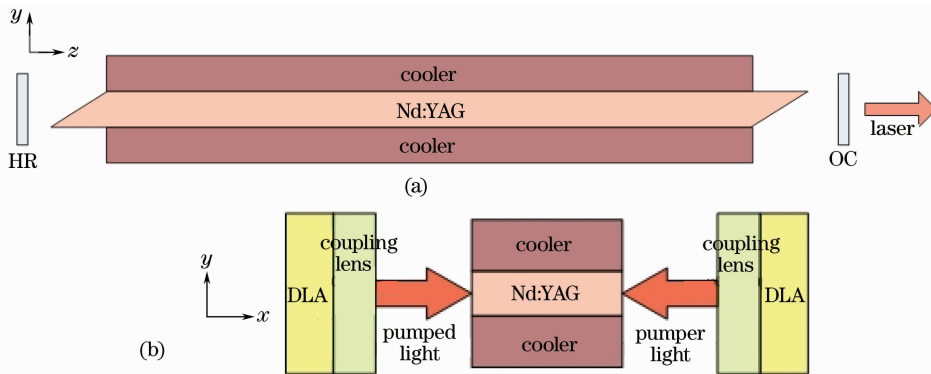 y
z
cooler
Nd:YAG
cooler
HR
OC
laser
(a)
DLA
coupling
lens
cooler
Nd:YAG
cooler
coupling
lens
DLA
y
x
pumped
light
pumper
light
(b)